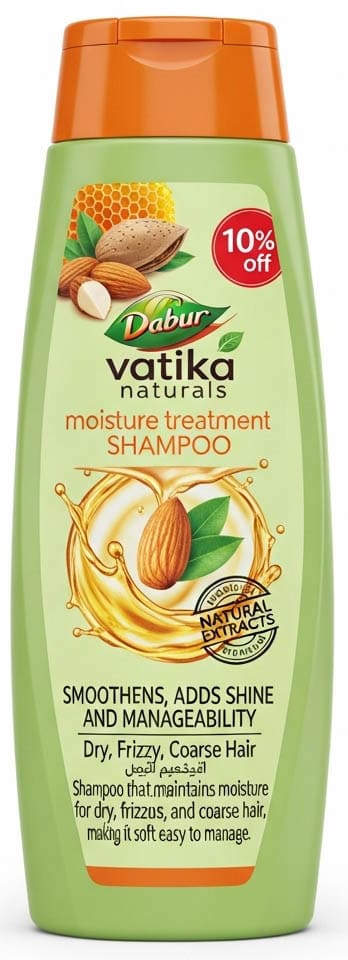 10%
off
Dabur
vatika
naturals
moisture treatment
SHAMPOO
NATURAL
EXTRACTS
SMOOTHENS, ADDS SHINE
AND MANAGEABILITY
Dry, Frizzy, Coarse Hair
Shampoo that.maintains moisture
for dry, frizzus, and coarse hair,
making it soft easy to manage.